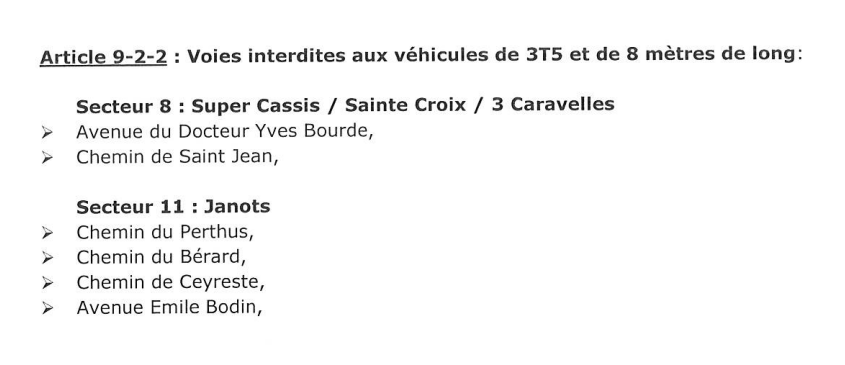 Article 9-2-2 : Voies interdites aux véhicules de 3T5 et de 8 mètres de long:
Secteur 8 : Super Cassis / Sainte Croix / 3 Caravelles
➢ Avenue du Docteur Yves Bourde,
➢ Chemin de Saint Jean,
Secteur 11 : Janots
➢ Chemin du Perthus,
➢ Chemin du Bérard,
➢ Chemin de Ceyreste,
➢ Avenue Emile Bodin,